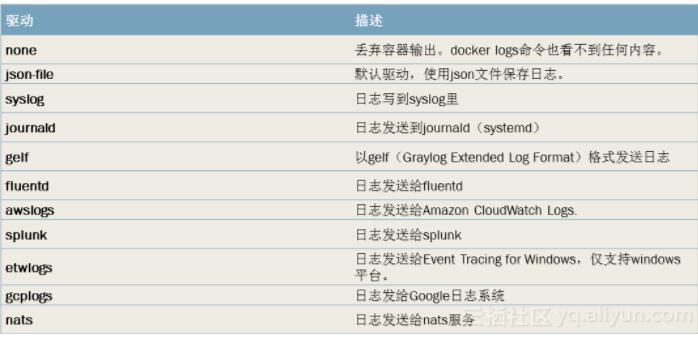 驱动 描述
none 丢弃容器输出。docker logs命令也看不到任何内容。
json-file 默认驱动，使用json文件保存日志。
syslog 日志写到syslog里
journald 日志发送到journald（systemd）
gelf 以gelf（Graylog Extended Log Format）格式发送日志
fluentd 日志发送给fluentd
awslogs 日志发送给Amazon CloudWatch Logs.
splunk 日志发送给splunk
etwlogs 日志发送给Event Tracing for Windows，仅支持windows
平台。
gcplogs 日志发给Google日志系统
nats 日志发送给nats服务
云栖社区 yq.aliyun.com